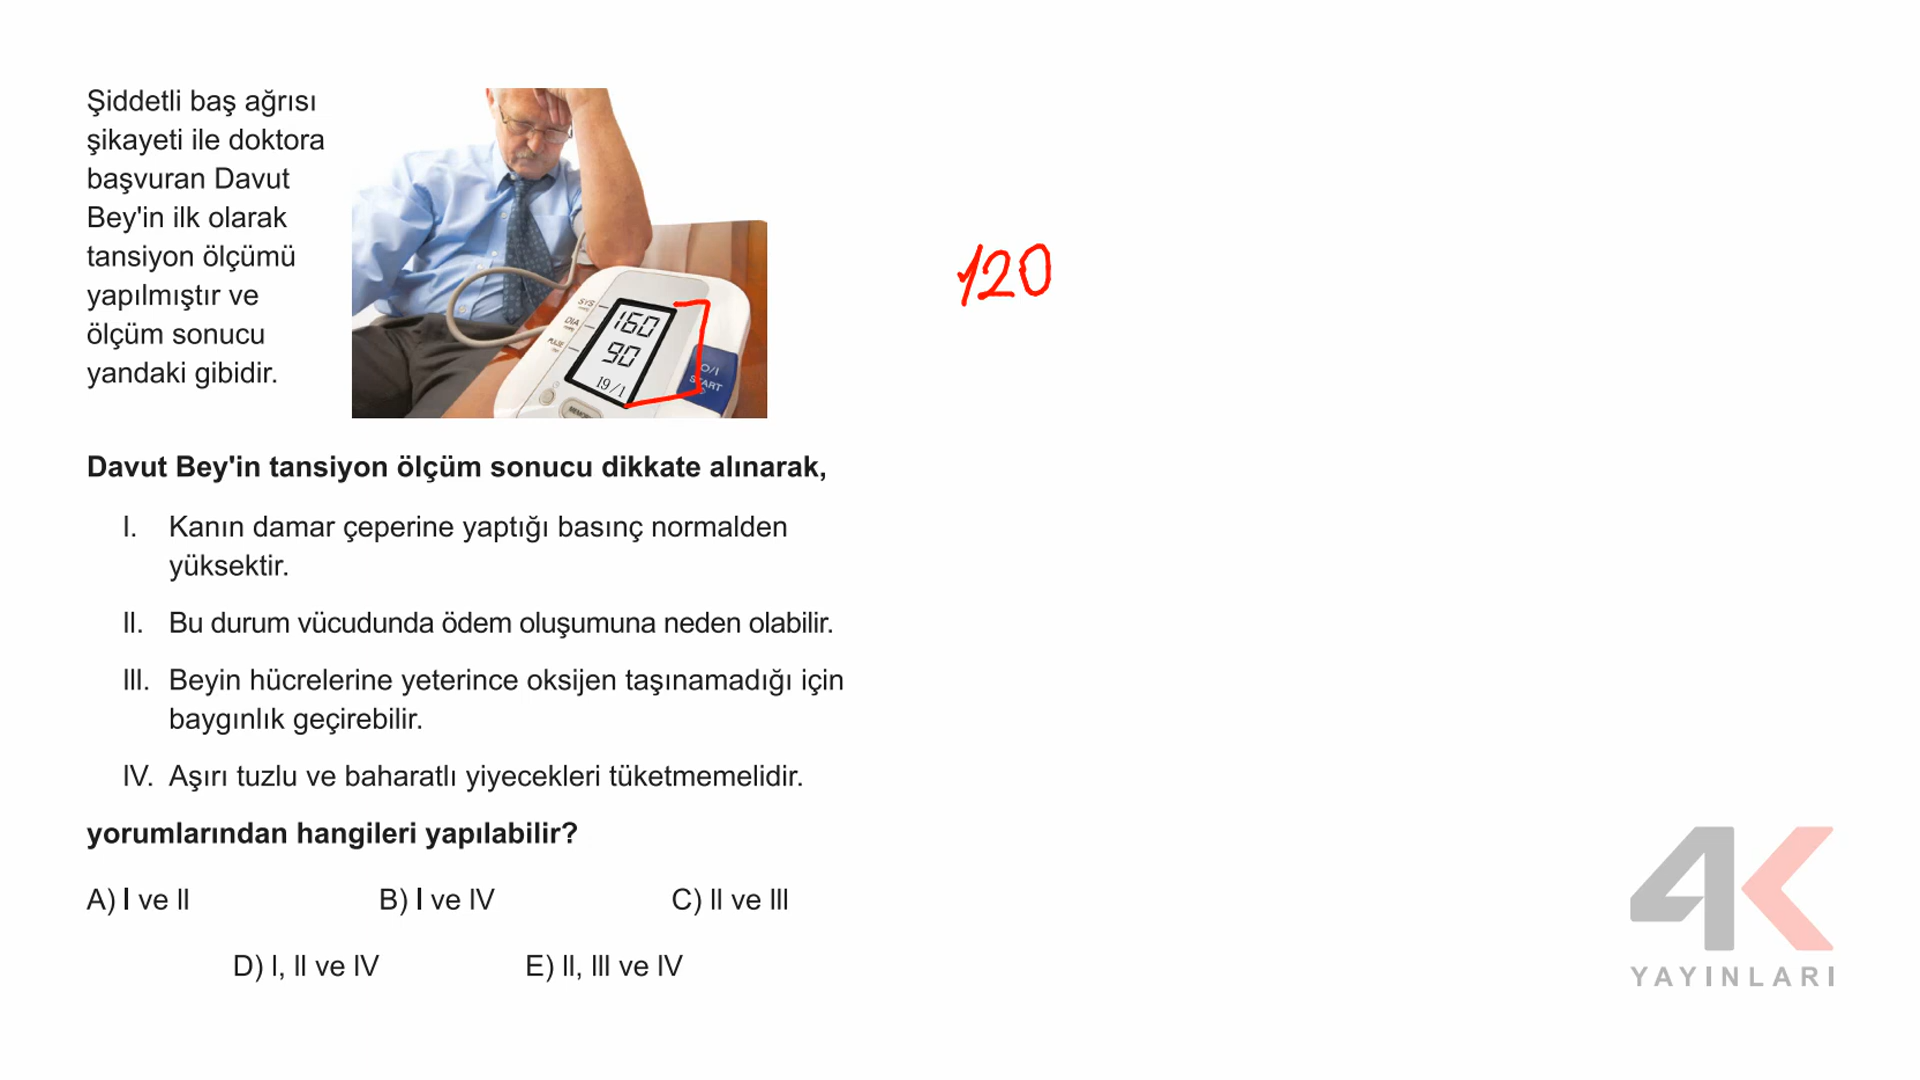 Şiddetli baş ağrısı
şikayeti ile doktora
başvuran Davut
Bey'in ilk olarak
tansiyon ölçümü
yapılmıştır ve
ölçüm sonucu
yandaki gibidir.
SYS
160
DIA
90
PULSE
19/1
O/I
START
120
Davut Bey'in tansiyon ölçüm sonucu dikkate alınarak,
I. Kanın damar çeperine yaptığı basınç normalden
yüksektir.
II. Bu durum vücudunda ödem oluşumuna neden olabilir.
III. Beyin hücrelerine yeterince oksijen taşınamadığı için
baygınlık geçirebilir.
IV. Aşırı tuzlu ve baharatlı yiyecekleri tüketmemelidir.
yorumlarından hangileri yapılabilir?
A) I ve II B) I ve IV C) II ve III
D) I, II ve IV E) II, III ve IV
4K
YAYINLARI